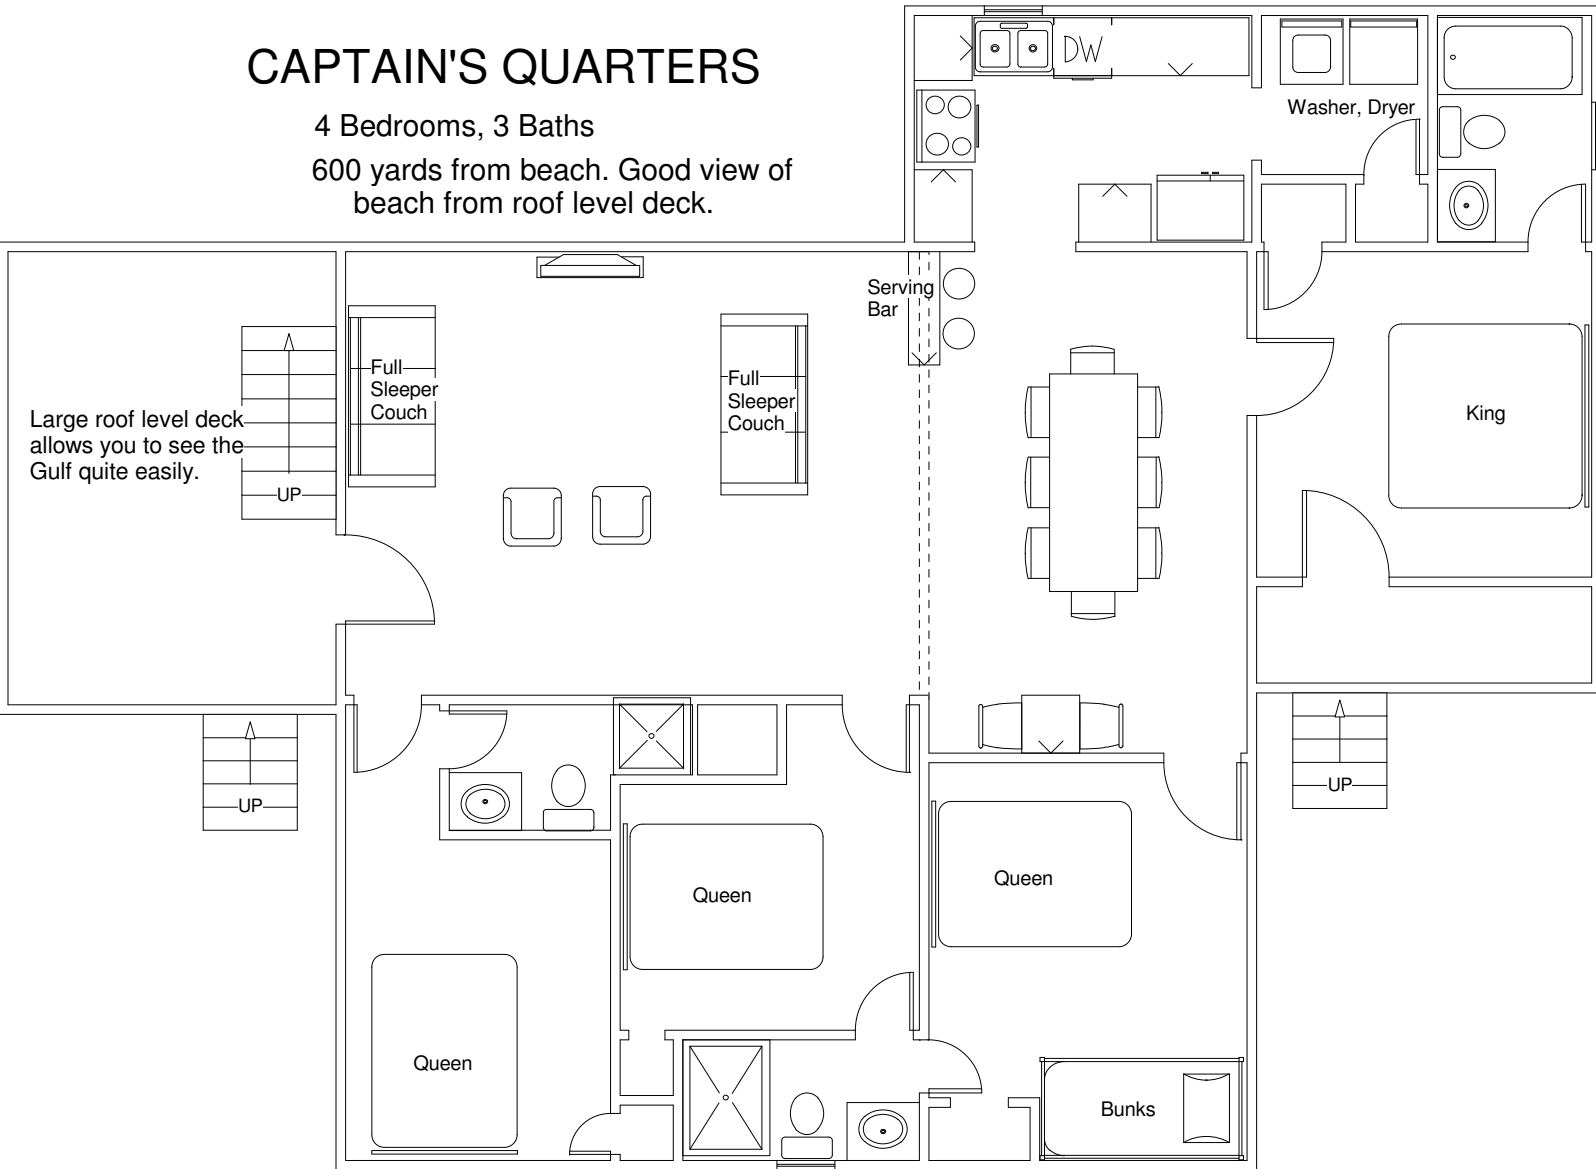 CAPTAIN'S QUARTERS
4 Bedrooms, 3 Baths
600 yards from beach. Good view of
beach from roof level deck.
DW
Washer, Dryer
Serving
Bar
Full
Sleeper
Couch
Full
Sleeper
Couch
King
Large roof level deck
allows you to see the
Gulf quite easily.
UP
UP
UP
Queen
Queen
Queen
Bunks